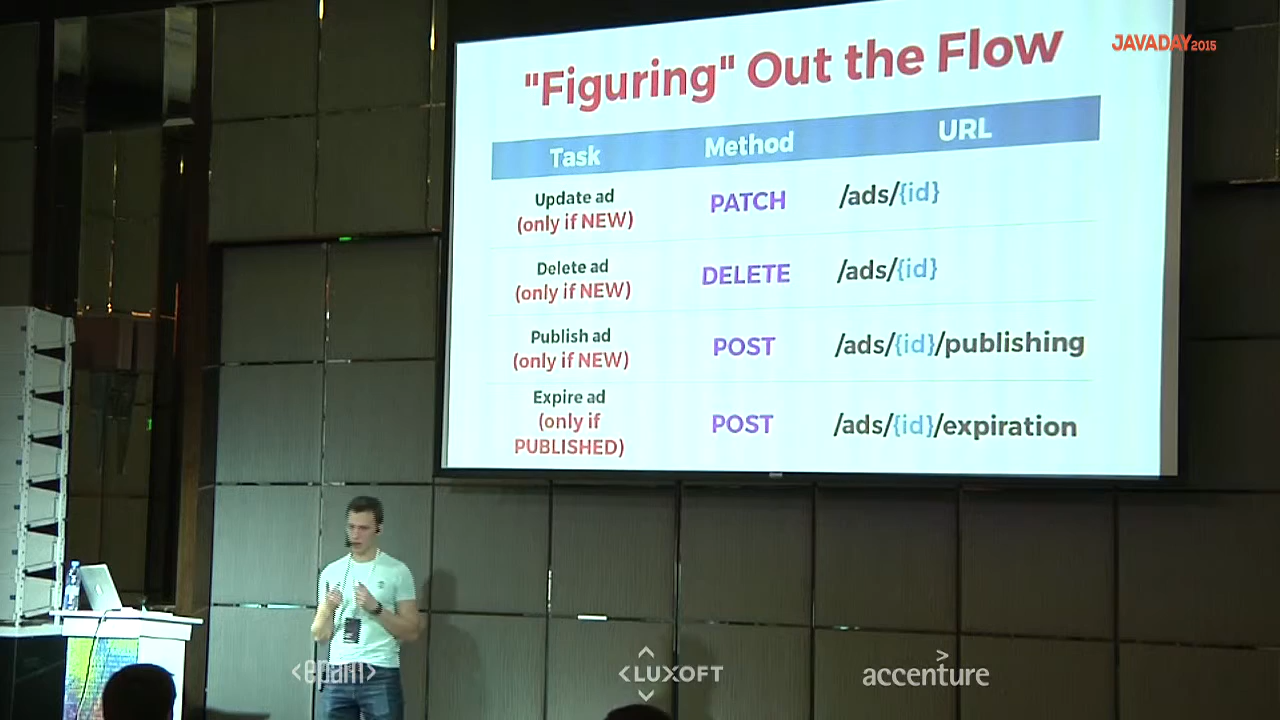 JAVADAY2015
"Figuring" Out the Flow
Task Method URL
Update ad
(only if NEW)
PATCH /ads/{id}
Delete ad
(only if NEW)
DELETE /ads/{id}
Publish ad
(only if NEW)
POST /ads/{id}/publishing
Expire ad
(only if
PUBLISHED)
POST /ads/{id}/expiration
<epam>
<LUXOFT
accenture